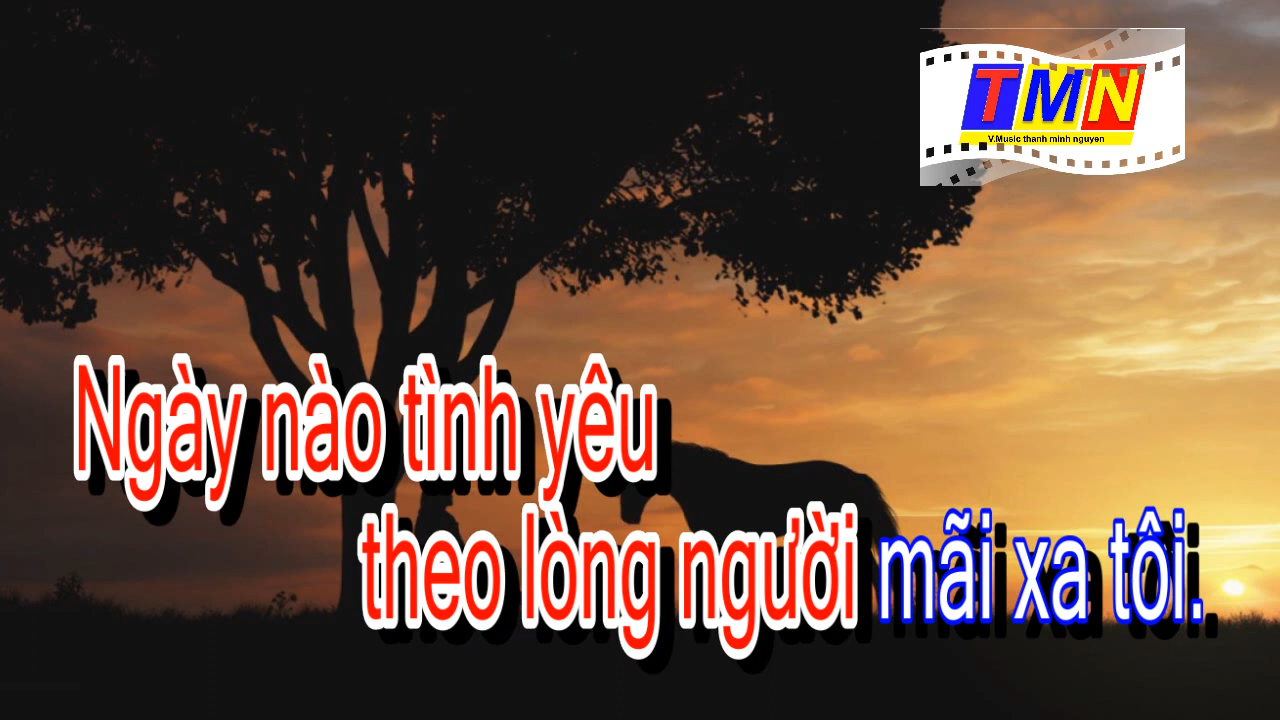 TMN
V.Music thanh minh nguyen
Ngày nào tình yêu
theo lòng người mãi xa tôi.